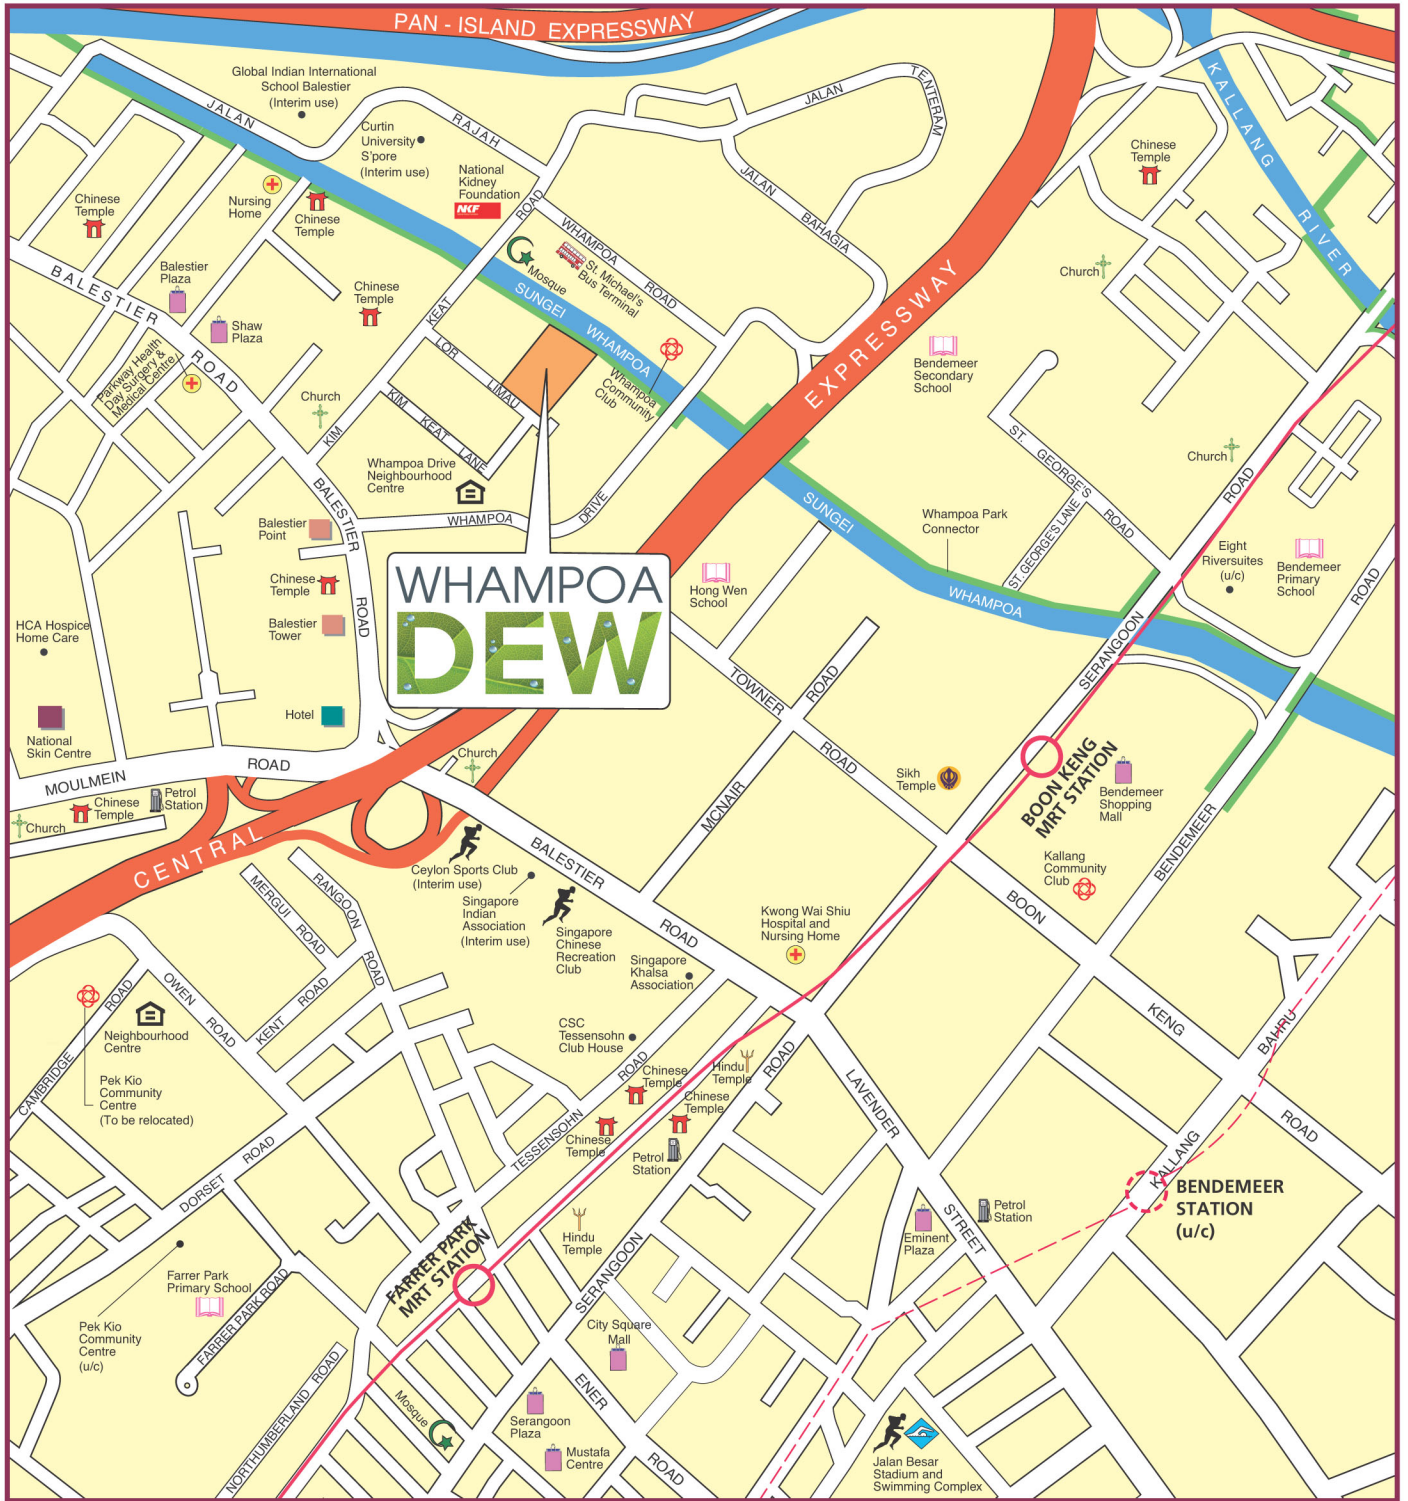 PAN - ISLAND EXPRESSWAY
Global Indian International
School Balestier
(Interim use)
JALAN
RAJAH
Curtin
University
S'pore
(Interim use)
National
Kidney
Foundation
NKF
JALAN
TENTERAM
JALAN
BAHAGIA
KALLANG
RIVER
Chinese
Temple
Chinese
Temple
Nursing
Home
Chinese
Temple
ROAD
WHAMPOA
ROAD
Mosque
St. Michael's
Bus Terminal
Church
BALESTIER
ROAD
Balestier
Plaza
Shaw
Plaza
Chinese
Temple
KEAT
SUNGEI
WHAMPOA
EXPRESSWAY
Parkway Health
Day Surgery &
Medical Centre
LOR
LIMAU
Whampoa
Community
Club
Bendemeer
Secondary
School
Church
KIM
KIM
KEAT
LANE
Whampoa Drive
Neighbourhood
Centre
ST.
GEORGE'S
ROAD
Church
ROAD
BALESTIER
ROAD
Balestier
Point
WHAMPOA
DRIVE
SUNGEI
WHAMPOA
Whampoa Park
Connector
ST. GEORGE'S LANE
Eight
Riversuites
(u/c)
Bendemeer
Primary
School
ROAD
Chinese
Temple
WHAMPOA
DEW
Hong Wen
School
HCA Hospice
Home Care
Balestier
Tower
SERANGOON
TOWNER
ROAD
ROAD
Hotel
National
Skin Centre
MOULMEIN
ROAD
Church
BOON KENG
MRT STATION
Sikh
Temple
Bendemeer
Shopping
Mall
Chinese
Temple
Petrol
Station
Church
MCNAIR
CENTRAL
BENDEMEER
Ceylon Sports Club
(Interim use)
BALESTIER
ROAD
Kallang
Community
Club
MERGUI
ROAD
RANGOON
ROAD
Singapore
Indian
Association
(Interim use)
Singapore
Chinese
Recreation
Club
Kwong Wai Shiu
Hospital and
Nursing Home
BOON
KENG
ROAD
Singapore
Khalsa
Association
OWEN
ROAD
KENT
ROAD
CAMBRIDGE
ROAD
Neighbourhood
Centre
CSC
Tessensohn
Club House
BAHRU
Pek Kio
Community
Centre
(To be relocated)
Chinese
Temple
Hindu
Temple
ROAD
Chinese
Temple
LAVENDER
STREET
TESSENSOHN
ROAD
Chinese
Temple
Petrol
Station
KALLANG
DORSET
ROAD
BENDEMEER
STATION
(u/c)
Petrol
Station
Eminent
Plaza
FARRER PARK
MRT STATION
Hindu
Temple
SERANGOON
Farrer Park
Primary School
FARRER PARK ROAD
Pek Kio
Community
Centre
(u/c)
City Square
Mall
NORTHUMBERLAND ROAD
Mosque
ENER
ROAD
Serangoon
Plaza
Mustafa
Centre
Jalan Besar
Stadium and
Swimming Complex